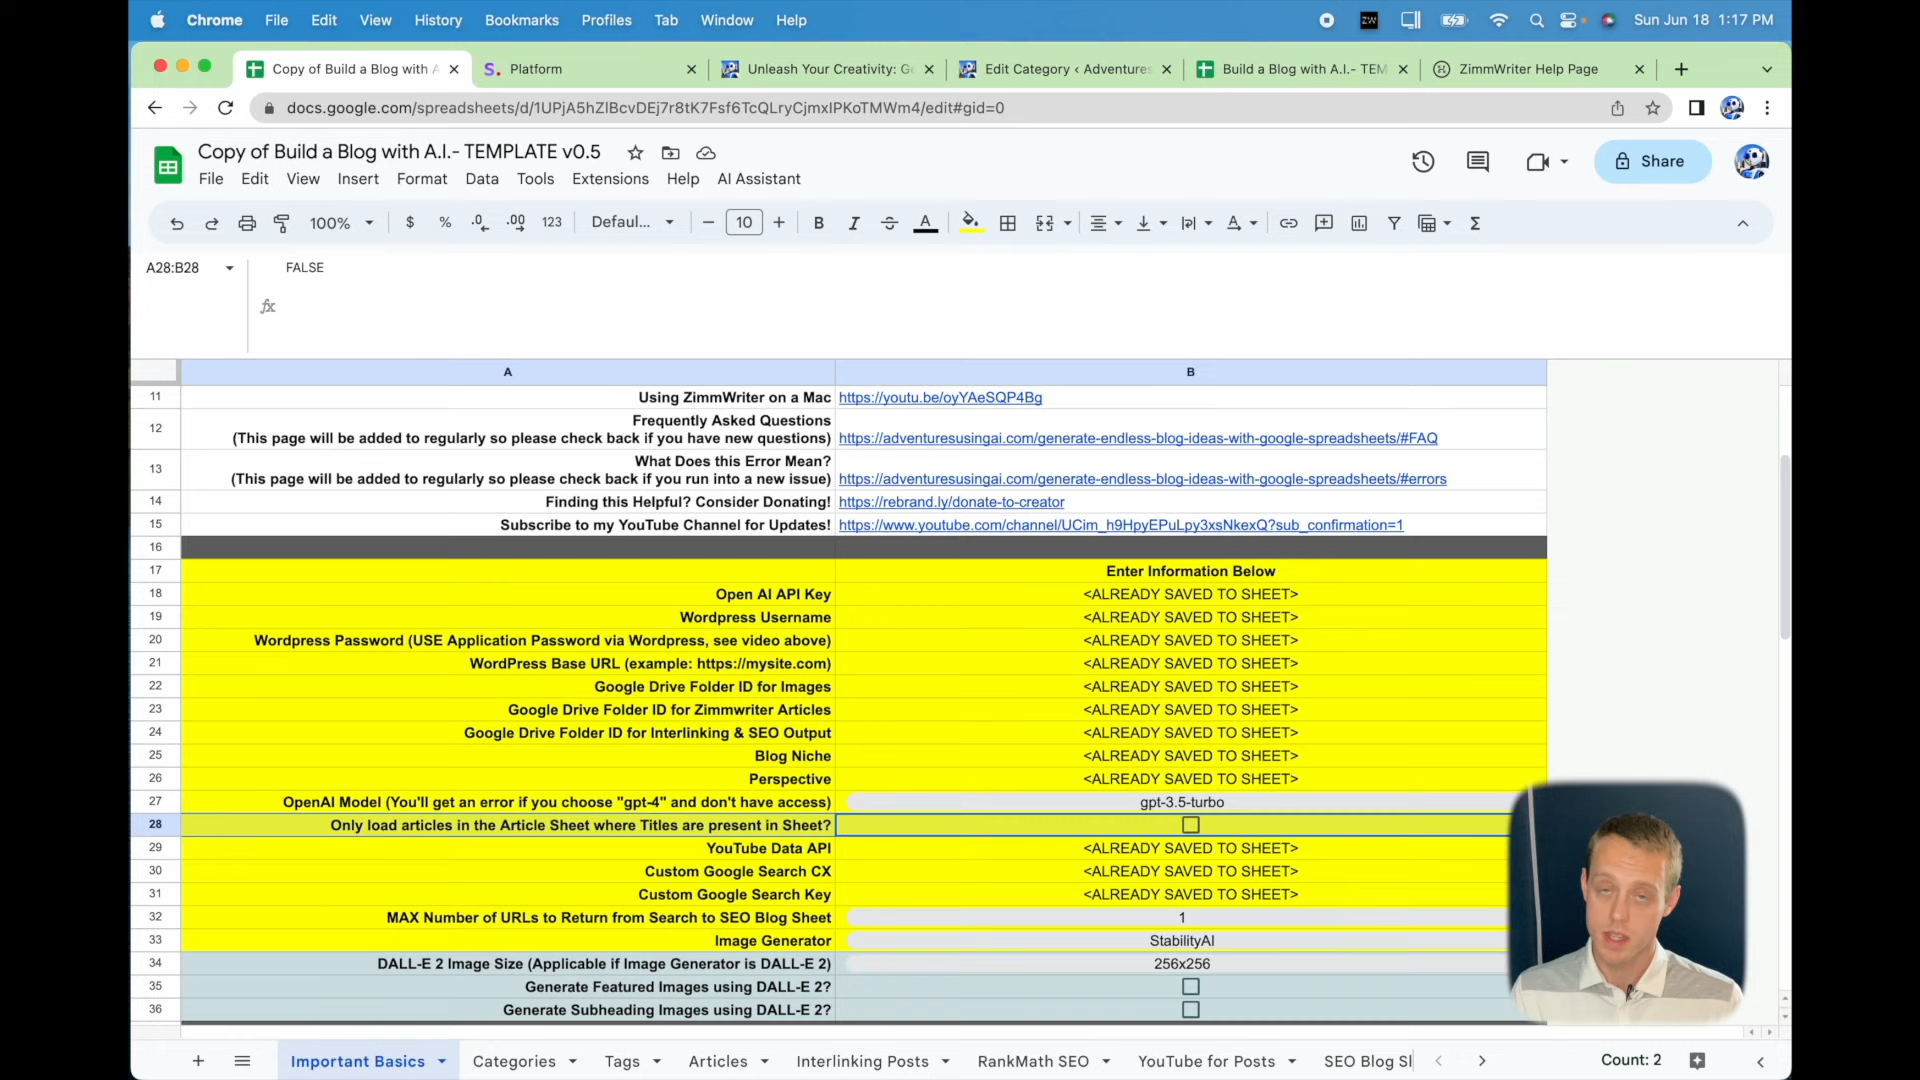 Chrome File Edit View History Bookmarks Profiles Tab Window Help ZW Sun Jun 18 1:17 PM
Copy of Build a Blog with A Platform Unleash Your Creativity: Ge Edit Category ‹ Adventures Build a Blog with A.I.- TEM ZimmWriter Help Page
docs.google.com/spreadsheets/d/1UPjA5hZlBcvDEj7r8tK7Fsf6TcQLryCjmxIPKoTMWm4/edit#gid=0
Copy of Build a Blog with A.I.- TEMPLATE v0.5
Share
File Edit View Insert Format Data Tools Extensions Help AI Assistant
100% $ % .0 .00 123 Defaul... 10 B I A
A28:B28 FALSE
fx
A B
11 Using ZimmWriter on a Mac https://youtu.be/oyYAeSQP4Bg
12 Frequently Asked Questions
(This page will be added to regularly so please check back if you have new questions) https://adventuresusingai.com/generate-endless-blog-ideas-with-google-spreadsheets/#FAQ
13 What Does this Error Mean?
(This page will be added to regularly so please check back if you run into a new issue) https://adventuresusingai.com/generate-endless-blog-ideas-with-google-spreadsheets/#errors
14 Finding this Helpful? Consider Donating! https://rebrand.ly/donate-to-creator
15 Subscribe to my YouTube Channel for Updates! https://www.youtube.com/channel/UCim_h9HpyEPuLpy3xsNkexQ?sub_confirmation=1
16
17 Enter Information Below
18 Open AI API Key <ALREADY SAVED TO SHEET>
19 Wordpress Username <ALREADY SAVED TO SHEET>
20 Wordpress Password (USE Application Password via Wordpress, see video above) <ALREADY SAVED TO SHEET>
21 WordPress Base URL (example: https://mysite.com) <ALREADY SAVED TO SHEET>
22 Google Drive Folder ID for Images <ALREADY SAVED TO SHEET>
23 Google Drive Folder ID for Zimmwriter Articles <ALREADY SAVED TO SHEET>
24 Google Drive Folder ID for Interlinking & SEO Output <ALREADY SAVED TO SHEET>
25 Blog Niche <ALREADY SAVED TO SHEET>
26 Perspective <ALREADY SAVED TO SHEET>
27 OpenAI Model (You'll get an error if you choose "gpt-4" and don't have access) gpt-3.5-turbo
28 Only load articles in the Article Sheet where Titles are present in Sheet?
29 YouTube Data API <ALREADY SAVED TO SHEET>
30 Custom Google Search CX <ALREADY SAVED TO SHEET>
31 Custom Google Search Key <ALREADY SAVED TO SHEET>
32 MAX Number of URLs to Return from Search to SEO Blog Sheet 1
33 Image Generator StabilityAI
34 DALL-E 2 Image Size (Applicable if Image Generator is DALL-E 2) 256x256
35 Generate Featured Images using DALL-E 2?
36 Generate Subheading Images using DALL-E 2?
Important Basics Categories Tags Articles Interlinking Posts RankMath SEO YouTube for Posts SEO Blog Sl Count: 2